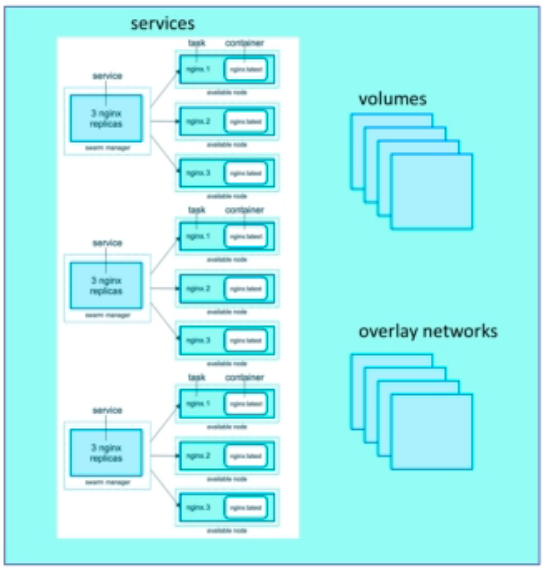 services
task container
service
nginx.1 nginx:latest
available node
3 nginx
replicas
nginx.2 nginx:latest
swarm manager
available node
nginx.3 nginx:latest
available node
task container
service
nginx.1 nginx:latest
available node
3 nginx
replicas
nginx.2 nginx:latest
swarm manager
available node
nginx.3 nginx:latest
available node
task container
service
nginx.1 nginx:latest
available node
3 nginx
replicas
nginx.2 nginx:latest
swarm manager
available node
nginx.3 nginx:latest
available node
volumes
overlay networks